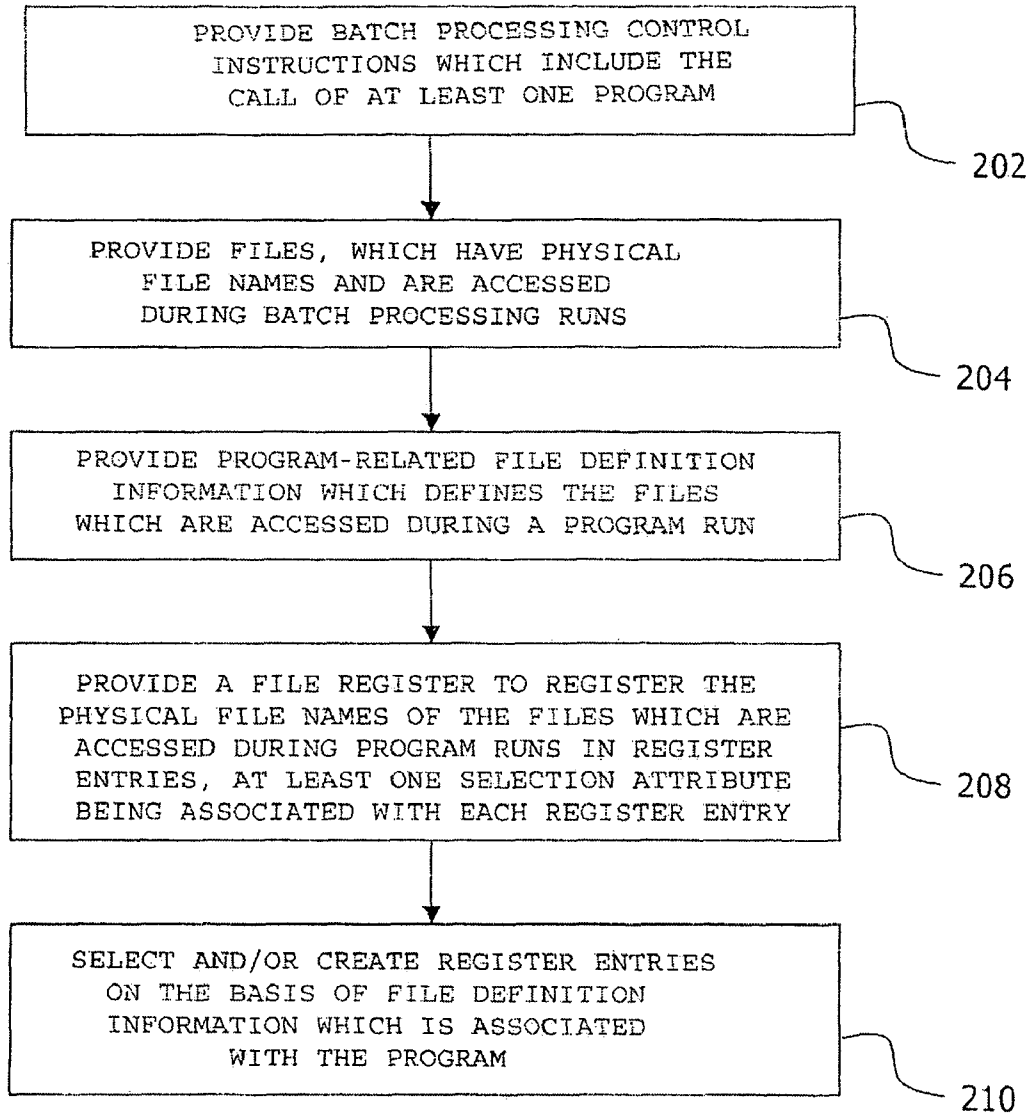 PROVIDE BATCH PROCESSING CONTROL
INSTRUCTIONS WHICH INCLUDE THE
CALL OF AT LEAST ONE PROGRAM
202
PROVIDE FILES, WHICH HAVE PHYSICAL
FILE NAMES AND ARE ACCESSED
DURING BATCH PROCESSING RUNS
204
PROVIDE PROGRAM-RELATED FILE DEFINITION
INFORMATION WHICH DEFINES THE FILES
WHICH ARE ACCESSED DURING A PROGRAM RUN
206
PROVIDE A FILE REGISTER TO REGISTER THE
PHYSICAL FILE NAMES OF THE FILES WHICH ARE
ACCESSED DURING PROGRAM RUNS IN REGISTER
ENTRIES, AT LEAST ONE SELECTION ATTRIBUTE
BEING ASSOCIATED WITH EACH REGISTER ENTRY
208
SELECT AND/OR CREATE REGISTER ENTRIES
ON THE BASIS OF FILE DEFINITION
INFORMATION WHICH IS ASSOCIATED
WITH THE PROGRAM
210